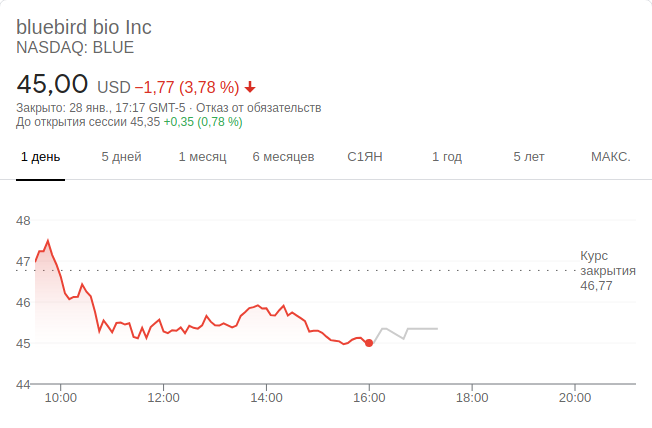 bluebird bio Inc
NASDAQ: BLUE
45,00 USD −1,77 (3,78 %)
Закрыто: 28 янв., 17:17 GMT-5 · Отказ от обязательств
До открытия сессии 45,35 +0,35 (0,78 %)
1 день 5 дней 1 месяц 6 месяцев С1ЯН 1 год 5 лет МАКС.
48
47
46
45
44
Курс
закрытия
46,77
10:00 12:00 14:00 16:00 18:00 20:00